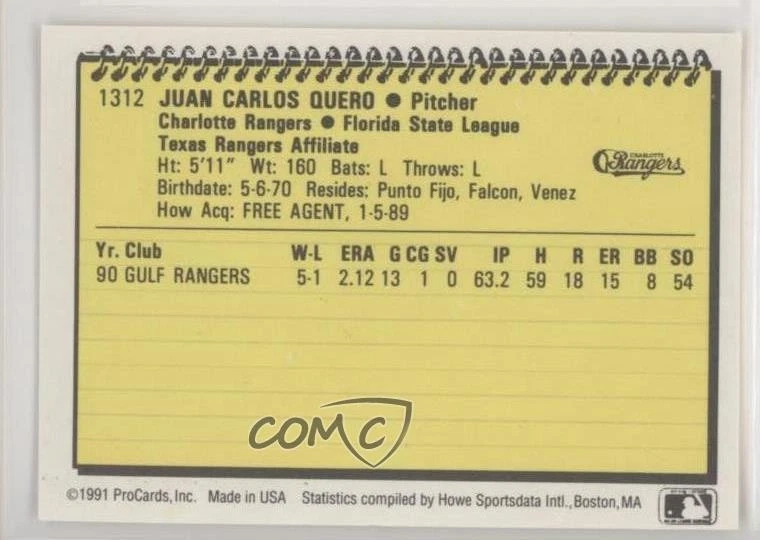 1312 JUAN CARLOS QUERO ● Pitcher
Charlotte Rangers ● Florida State League
Texas Rangers Affiliate
Ht: 5'11" Wt: 160 Bats: L Throws: L
Birthdate: 5-6-70 Resides: Punto Fijo, Falcon, Venez
How Acq: FREE AGENT, 1-5-89
CHARLOTTE
Rangers
Yr. Club W-L ERA G CG SV IP H R ER BB SO
90 GULF RANGERS 5-1 2.12 13 1 0 63.2 59 18 15 8 54
COMC
©1991 ProCards, Inc. Made in USA Statistics compiled by Howe Sportsdata Intl., Boston, MA